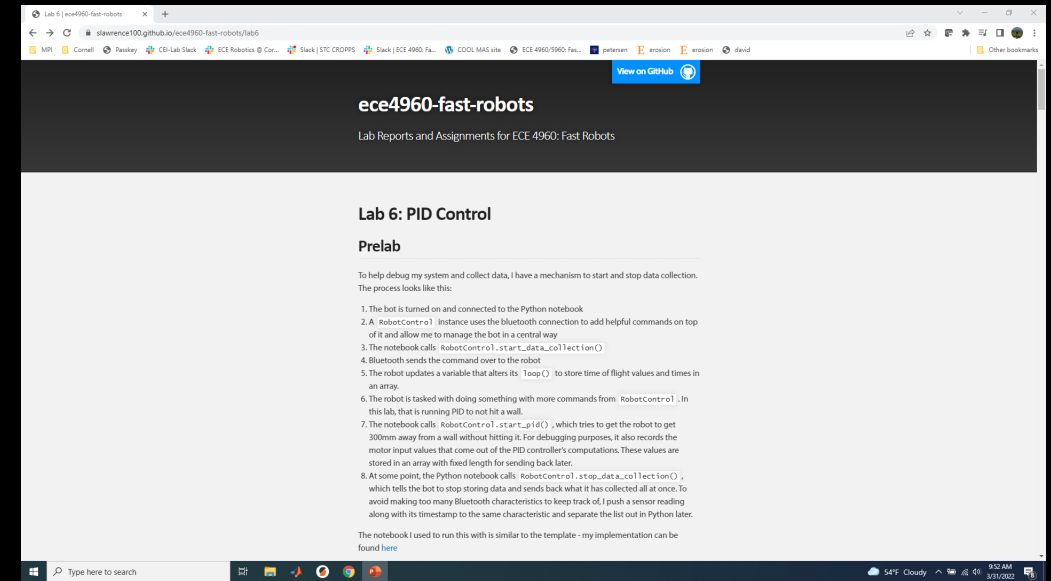 Lab 6 | ece4960-fast-robots
slawrence100.github.io/ece4960-fast-robots/lab6
MPI Cornell Passkey CEI-Lab Slack ECE Robotics @ Cor... Slack | STC CROPPS Slack | ECE 4960: Fa... COOL MAS site ECE 4960/5960: Fas... petersen erosion erosion david Other bookmarks
View on GitHub
ece4960-fast-robots
Lab Reports and Assignments for ECE 4960: Fast Robots
Lab 6: PID Control
Prelab
To help debug my system and collect data, I have a mechanism to start and stop data collection.
The process looks like this:
1. The bot is turned on and connected to the Python notebook
2. A RobotControl instance uses the bluetooth connection to add helpful commands on top
of it and allow me to manage the bot in a central way
3. The notebook calls RobotControl.start_data_collection()
4. Bluetooth sends the command over to the robot
5. The robot updates a variable that alters its loop() to store time of flight values and times in
an array.
6. The robot is tasked with doing something with more commands from RobotControl. In
this lab, that is running PID to not hit a wall.
7. The notebook calls RobotControl.start_pid(), which tries to get the robot to get
300mm away from a wall without hitting it. For debugging purposes, it also records the
motor input values that come out of the PID controller's computations. These values are
stored in an array with fixed length for sending back later.
8. At some point, the Python notebook calls RobotControl.stop_data_collection(),
which tells the bot to stop storing data and sends back what it has collected all at once. To
avoid making too many Bluetooth characteristics to keep track of, I push a sensor reading
along with its timestamp to the same characteristic and separate the list out in Python later.
The notebook I used to run this with is similar to the template - my implementation can be
found here
Type here to search
54°F Cloudy
9:52 AM
3/31/2022